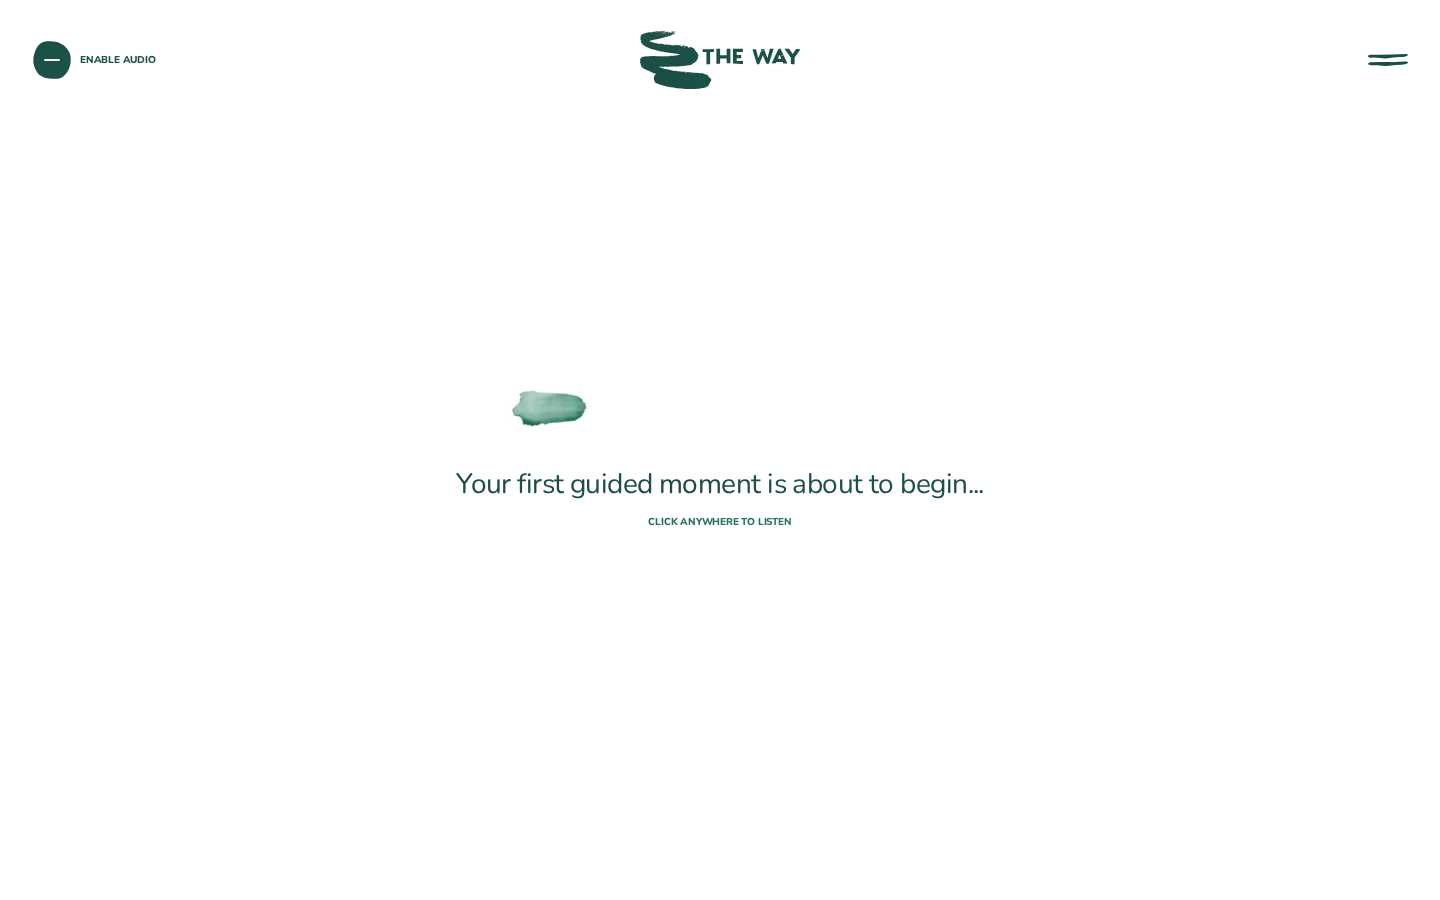 ENABLE AUDIO
THE WAY
Your first guided moment is about to begin...
CLICK ANYWHERE TO LISTEN